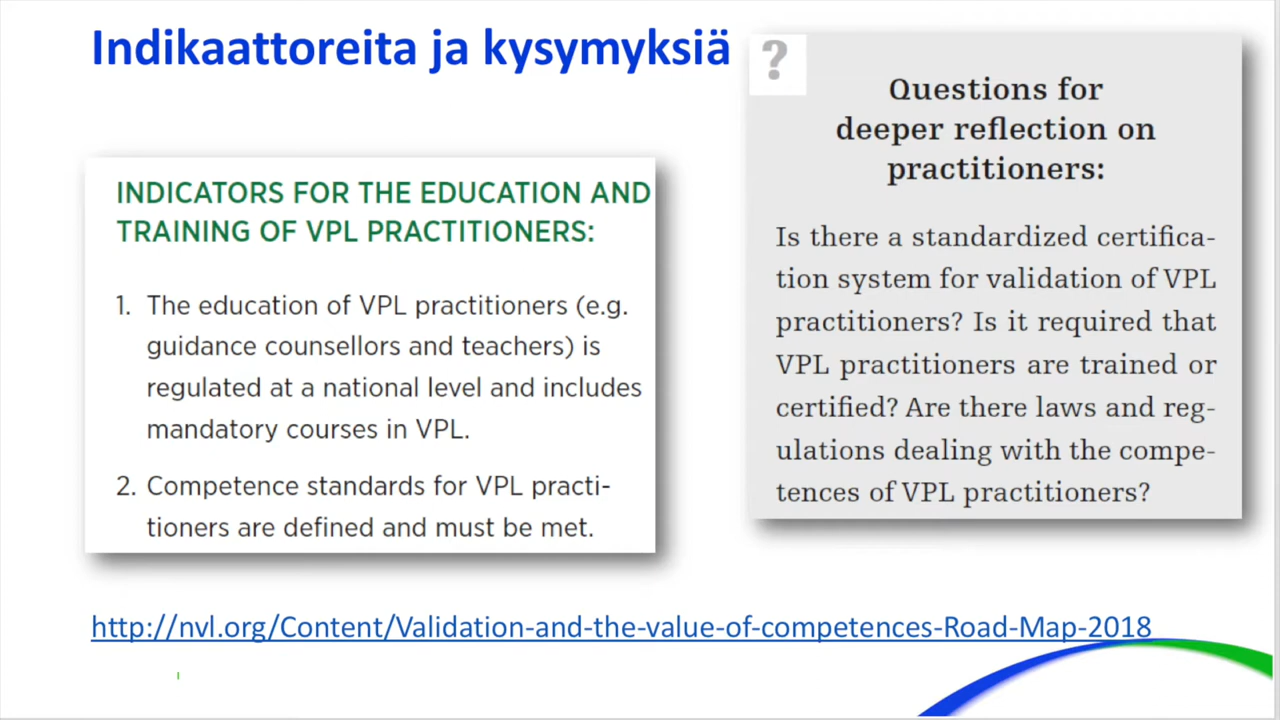 Indikaattoreita ja kysymyksiä
INDICATORS FOR THE EDUCATION AND
TRAINING OF VPL PRACTITIONERS:
1. The education of VPL practitioners (e.g.
guidance counsellors and teachers) is
regulated at a national level and includes
mandatory courses in VPL.
2. Competence standards for VPL practi-
tioners are defined and must be met.
?
Questions for
deeper reflection on
practitioners:
Is there a standardized certifica-
tion system for validation of VPL
practitioners? Is it required that
VPL practitioners are trained or
certified? Are there laws and reg-
ulations dealing with the compe-
tences of VPL practitioners?
http://nvl.org/Content/Validation-and-the-value-of-competences-Road-Map-2018